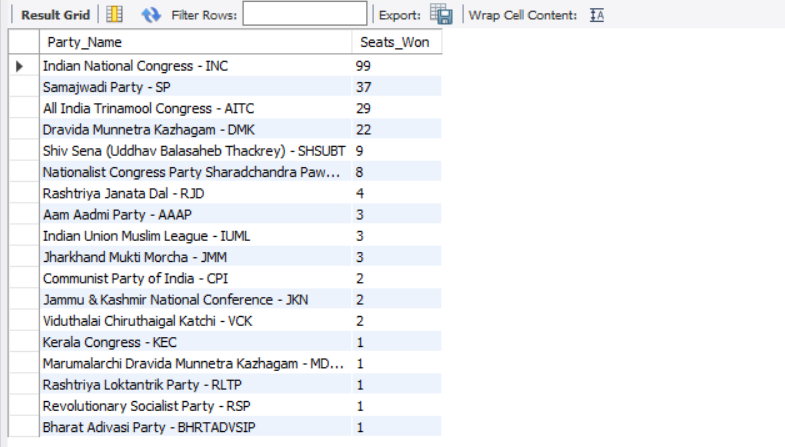 Result Grid Filter Rows: Export: Wrap Cell Content: IA
Party_Name Seats_Won
Indian National Congress - INC 99
Samajwadi Party - SP 37
All India Trinamool Congress - AITC 29
Dravida Munnetra Kazhagam - DMK 22
Shiv Sena (Uddhav Balasaheb Thackrey) - SHSUBT 9
Nationalist Congress Party Sharadchandra Paw... 8
Rashtriya Janata Dal - RJD 4
Aam Aadmi Party - AAAP 3
Indian Union Muslim League - IUML 3
Jharkhand Mukti Morcha - JMM 3
Communist Party of India - CPI 2
Jammu & Kashmir National Conference - JKN 2
Viduthalai Chiruthaigal Katchi - VCK 2
Kerala Congress - KEC 1
Marumalarchi Dravida Munnetra Kazhagam - MD... 1
Rashtriya Loktantrik Party - RLTP 1
Revolutionary Socialist Party - RSP 1
Bharat Adivasi Party - BHRTADVSIP 1